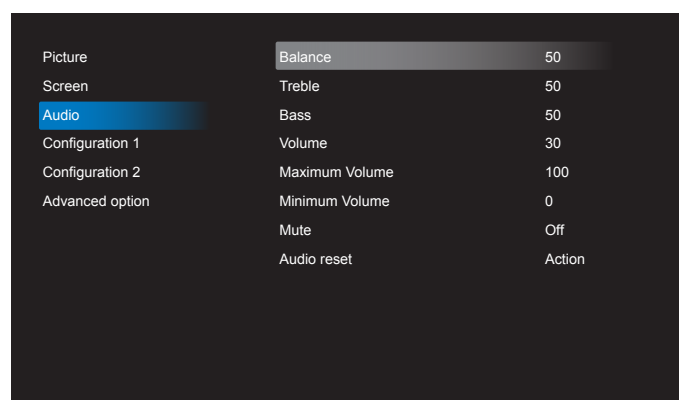 Picture
Screen
Audio
Configuration 1
Configuration 2
Advanced option
Balance 50
Treble 50
Bass 50
Volume 30
Maximum Volume 100
Minimum Volume 0
Mute Off
Audio reset Action